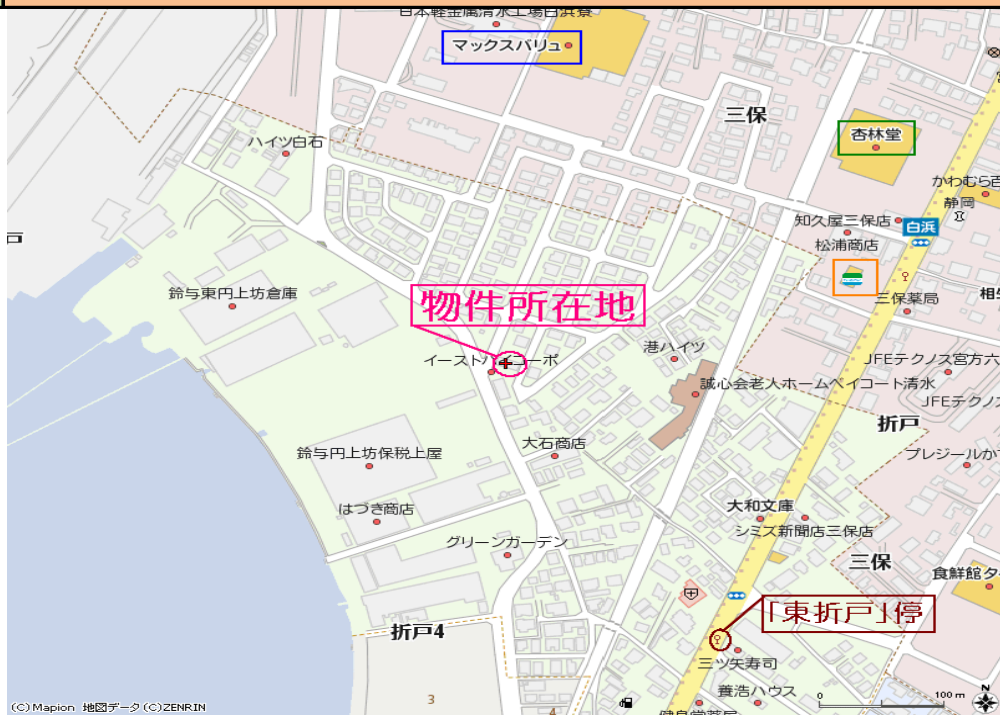 日本軽金属清水工場白浜寮
マックスバリュ
三保
杏林堂
ハイツ白石
かわむら
静岡
知久屋三保店
白浜
松浦商店
戸
鈴与東円上坊倉庫
物件所在地
三保薬局
相生
港ハイツ
イースト コーポ
JFEテクノス宮方六
誠心会老人ホームベイコート清水
JFEテクノス
折戸
大石商店
鈴与円上坊保税上屋
プレジールか
大和文庫
はづき商店
シミズ新聞店三保店
グリーンガーデン
三保
食鮮館タ
「東折戸」停
折戸4
三ツ矢寿司
養浩ハウス
N
3
4
0
100 m
(C)Mapion 地図データ (C)ZENRIN